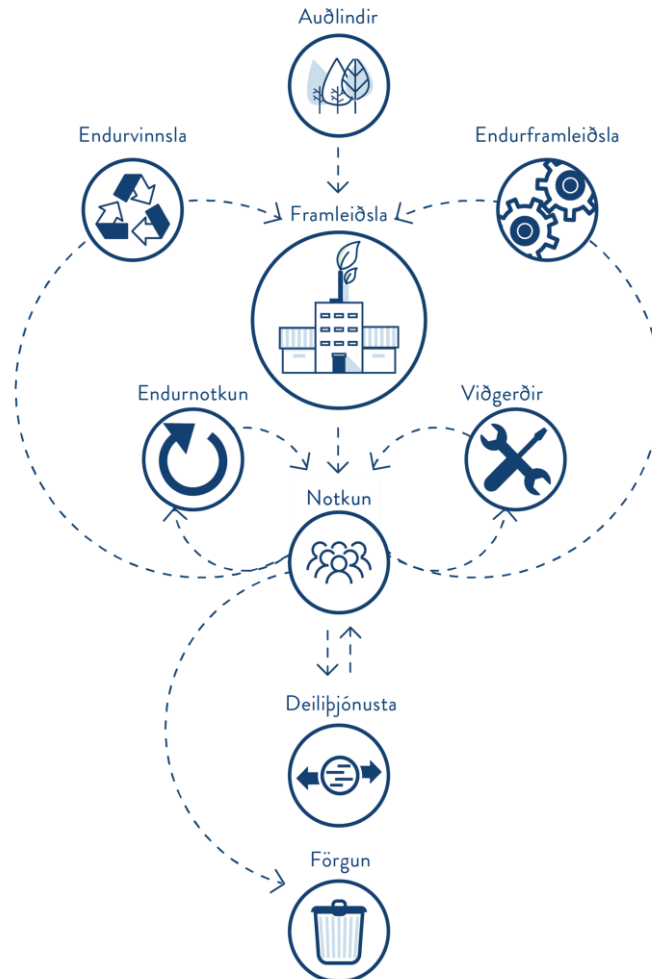 Auðlindir
Endurvinnsla
Endurframleiðsla
Framleiðsla
Endurnotkun
Viðgerðir
Notkun
Deiliþjónusta
Förgun